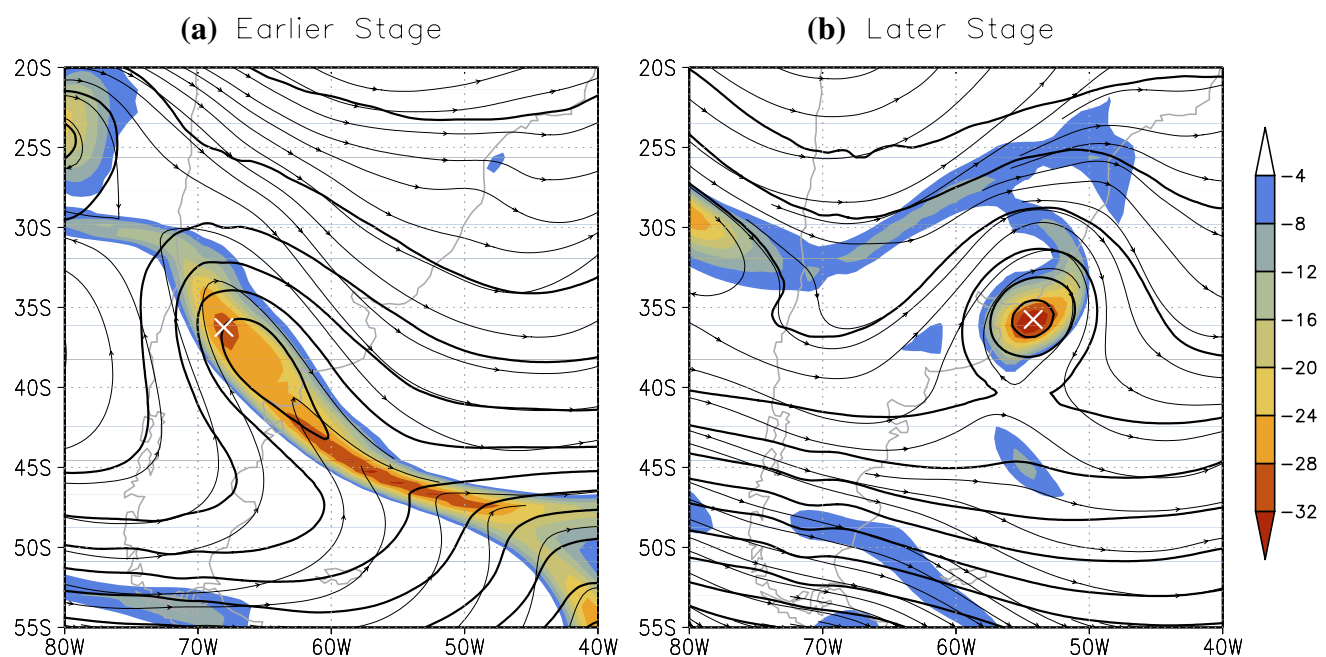 (a) Earlier Stage
(b) Later Stage
20S
25S
30S
35S
40S
45S
50S
55S
80W 70W 60W 50W 40W
20S
25S
30S
35S
40S
45S
50S
55S
80W 70W 60W 50W 40W
−4
−8
−12
−16
−20
−24
−28
−32